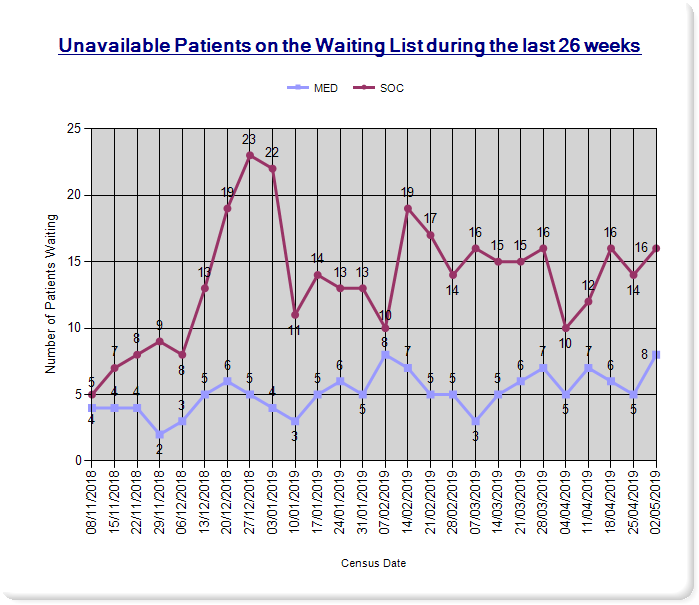 Unavailable Patients on the Waiting List during the last 26 weeks
MED SOC
25
23
22
20
19 19
17
16 16 16 16
15 15 15
14 14 14
13 13 13
12
11
10 10 10
9
8 8 8 8
7 7 7 7 7
6 6 6 6
5 5 5 5 5 5 5 5 5 5 5
4 4 4 4
3 3 3
2
0
Number of Patients Waiting
08/11/2018
15/11/2018
22/11/2018
29/11/2018
06/12/2018
13/12/2018
20/12/2018
27/12/2018
03/01/2019
10/01/2019
17/01/2019
24/01/2019
31/01/2019
07/02/2019
14/02/2019
21/02/2019
28/02/2019
07/03/2019
14/03/2019
21/03/2019
28/03/2019
04/04/2019
11/04/2019
18/04/2019
25/04/2019
02/05/2019
Census Date